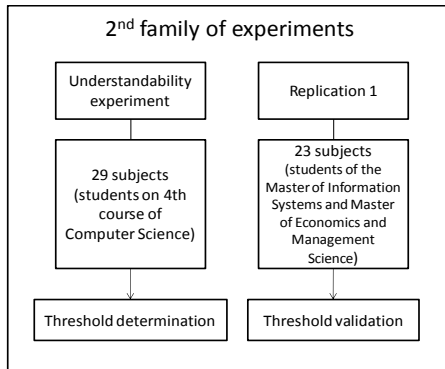 2nd family of experiments
Understandability
experiment
29 subjects
(students on 4th
course of
Computer Science)
Threshold determination
Replication 1
23 subjects
(students of the
Master of Information
Systems and Master
of Economics and
Management
Science)
Threshold validation